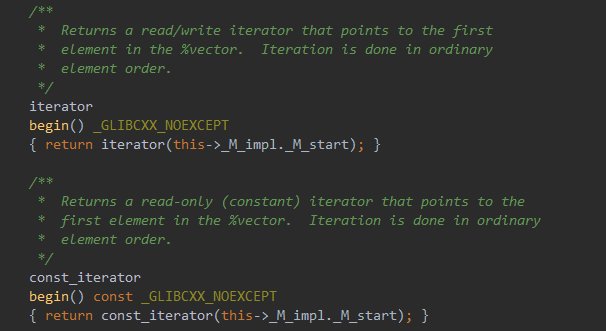 /**
 *  Returns a read/write iterator that points to the first
 *  element in the %vector.  Iteration is done in ordinary
 *  element order.
 */
iterator
begin() _GLIBCXX_NOEXCEPT
{ return iterator(this->_M_impl._M_start); }

/**
 *  Returns a read-only (constant) iterator that points to the
 *  first element in the %vector.  Iteration is done in ordinary
 *  element order.
 */
const_iterator
begin() const _GLIBCXX_NOEXCEPT
{ return const_iterator(this->_M_impl._M_start); }